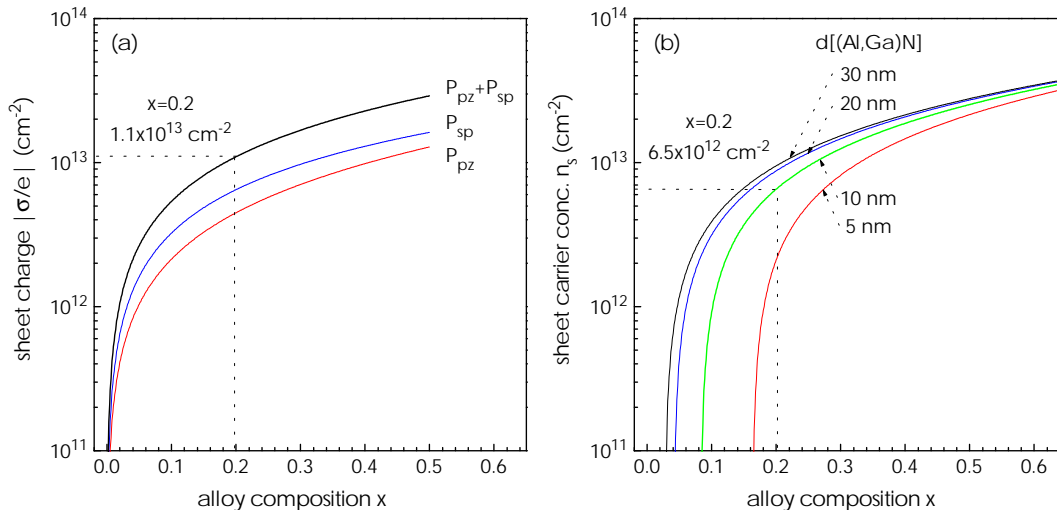 (a)
10^14
10^13
10^12
10^11
sheet charge |σ/e| (cm^-2)
x=0.2
1.1x10^13 cm^-2
P_pz+P_sp
P_sp
P_pz
0.0 0.1 0.2 0.3 0.4 0.5 0.6
alloy composition x
(b)
10^14
10^13
10^12
10^11
sheet carrier conc. n_s (cm^-2)
d[(Al,Ga)N]
30 nm
20 nm
x=0.2
6.5x10^12 cm^-2
10 nm
5 nm
0.0 0.1 0.2 0.3 0.4 0.5 0.6
alloy composition x